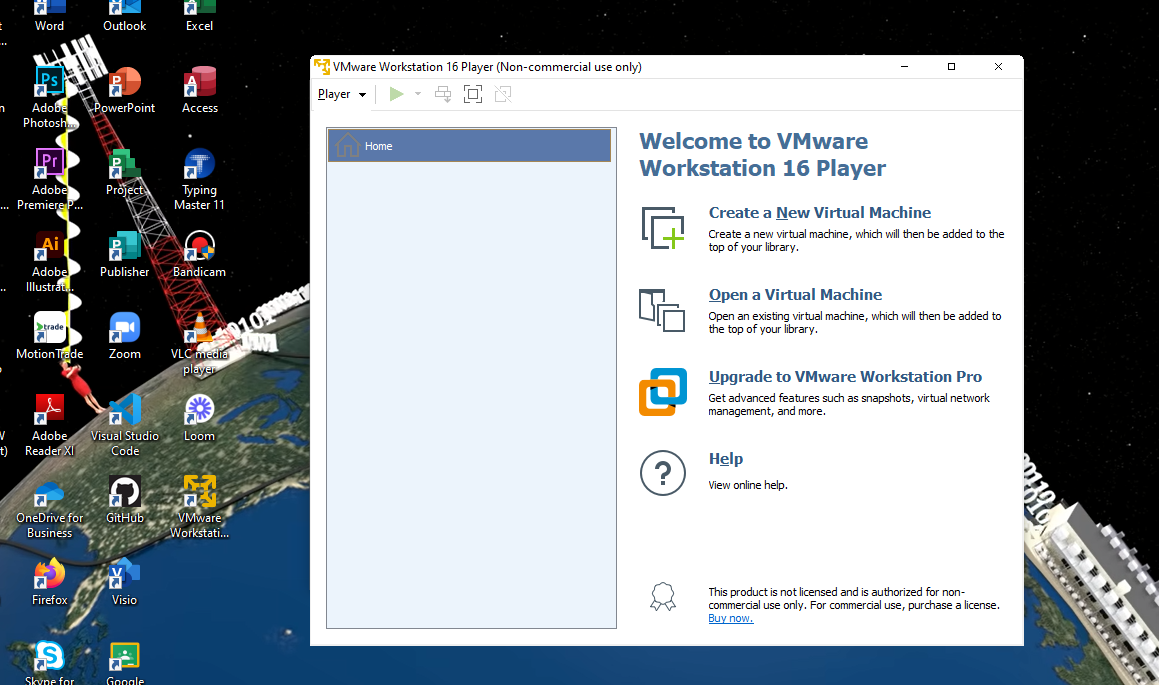 Word
Outlook
Excel
Ps
Adobe
Photosh...
PowerPoint
Access
Pr
Adobe
Premiere P...
Project
Typing
Master 11
Ai
Adobe
Illustrat...
Publisher
Bandicam
trade
MotionTrade
Zoom
VLC media
player
Adobe
Reader XI
Visual Studio
Code
Loom
OneDrive for
Business
GitHub
VMware
Workstati...
Firefox
Visio
Skype for
Google
VMware Workstation 16 Player (Non-commercial use only)
Player
Home
Welcome to VMware
Workstation 16 Player
Create a New Virtual Machine
Create a new virtual machine, which will then be added to the
top of your library.
Open a Virtual Machine
Open an existing virtual machine, which will then be added to
the top of your library.
Upgrade to VMware Workstation Pro
Get advanced features such as snapshots, virtual network
management, and more.
Help
View online help.
This product is not licensed and is authorized for non-
commercial use only. For commercial use, purchase a license.
Buy now.